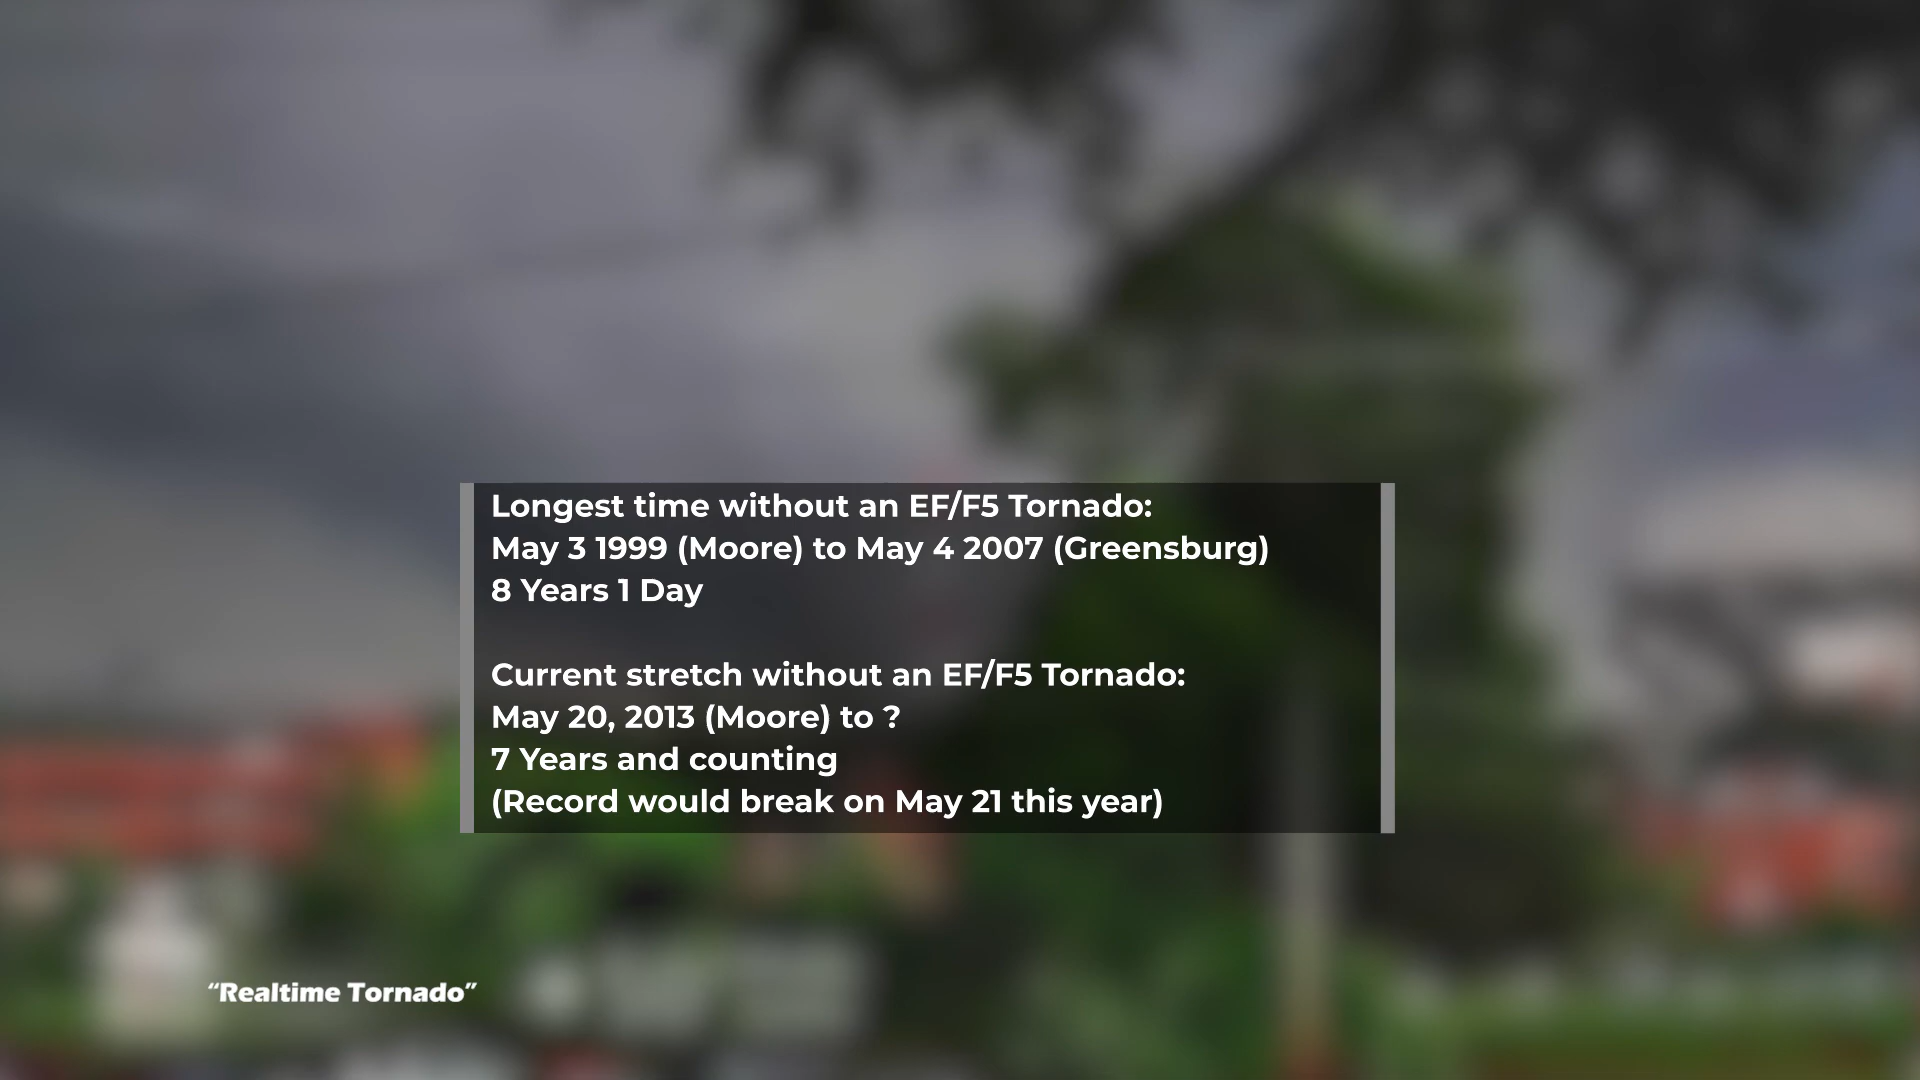 Longest time without an EF/F5 Tornado:
May 3 1999 (Moore) to May 4 2007 (Greensburg)
8 Years 1 Day
Current stretch without an EF/F5 Tornado:
May 20, 2013 (Moore) to ?
7 Years and counting
(Record would break on May 21 this year)
“Realtime Tornado”